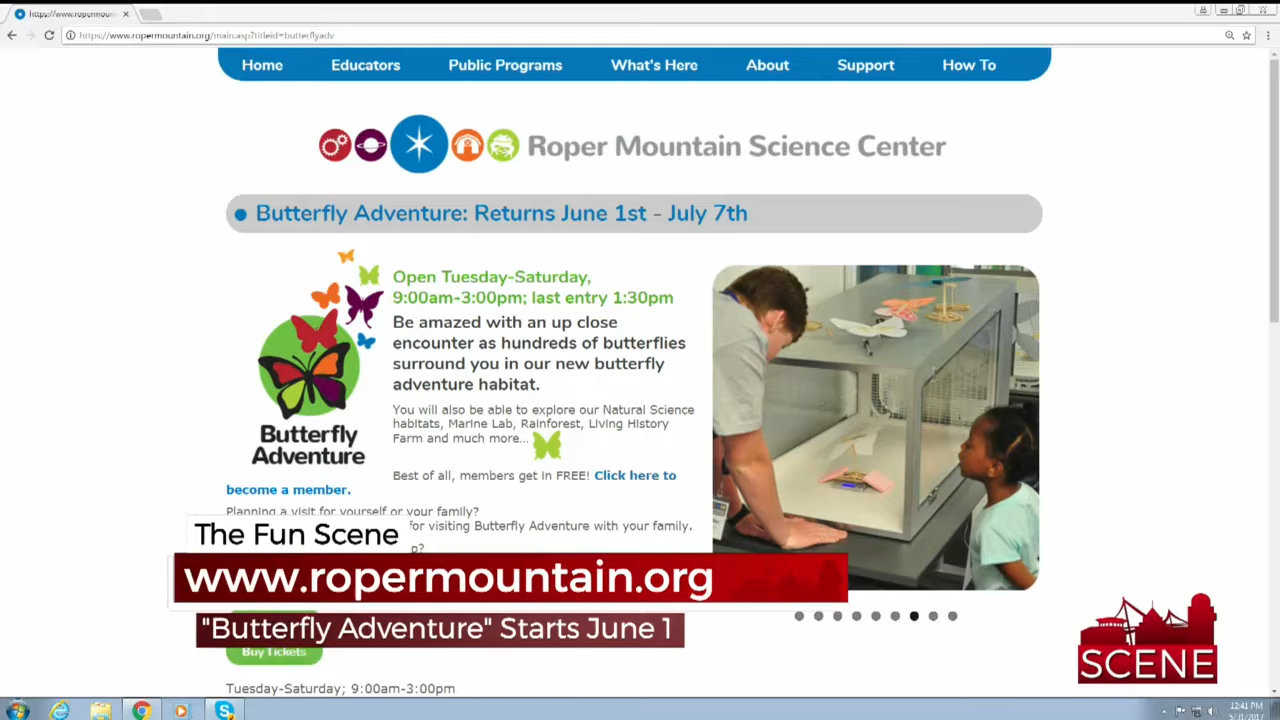 https://www.ropermoun
https://www.ropermountain.org/main.asp?titleid=butterflyadv
Home Educators Public Programs What's Here About Support How To
Roper Mountain Science Center
Butterfly Adventure: Returns June 1st - July 7th
Open Tuesday-Saturday,
9:00am-3:00pm; last entry 1:30pm
Be amazed with an up close
encounter as hundreds of butterflies
surround you in our new butterfly
adventure habitat.
You will also be able to explore our Natural Science
habitats, Marine Lab, Rainforest, Living History
Farm and much more...
Butterfly
Adventure
Best of all, members get in FREE! Click here to
become a member.
Planning a visit for yourself or your family?
for visiting Butterfly Adventure with your family.
p?
The Fun Scene
www.ropermountain.org
"Butterfly Adventure" Starts June 1
SCENE
Buy Tickets
Tuesday-Saturday; 9:00am-3:00pm
12:41 PM
5/31/2017